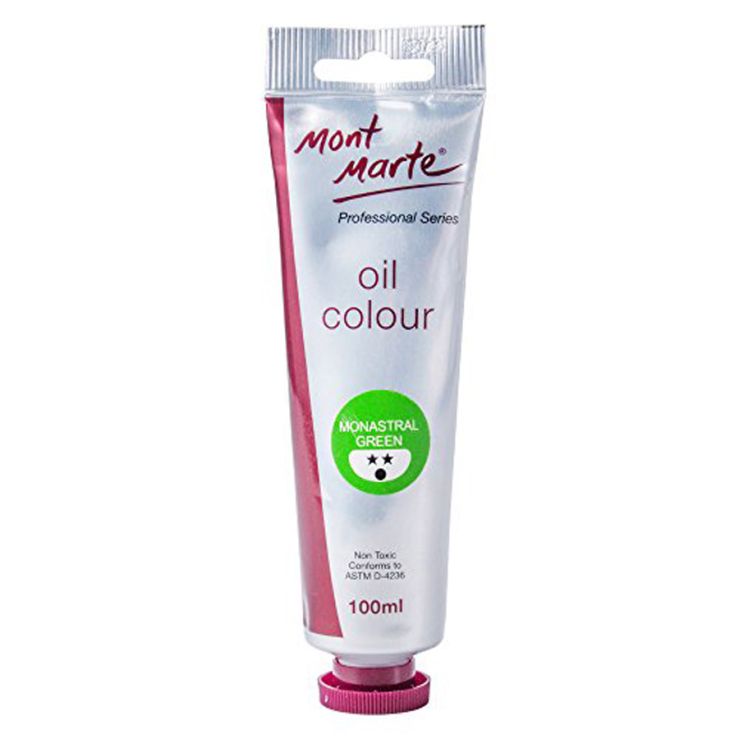 Mont
Marte®
Professional Series
oil
colour
MONASTRAL
GREEN
Non Toxic
Conforms to
ASTM D-4236
100ml